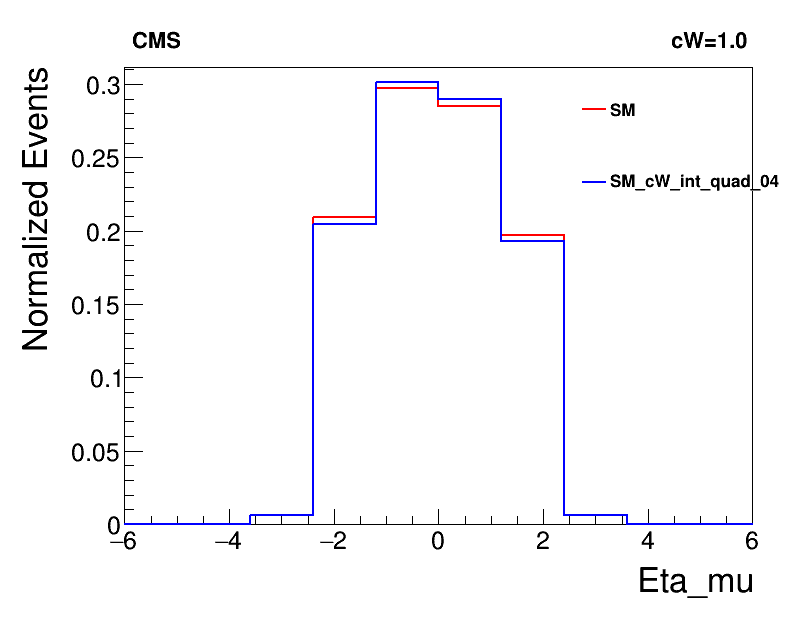 CMS
cW=1.0
Normalized Events
0.3
0.25
0.2
0.15
0.1
0.05
0
SM
SM_cW_int_quad_04
−6 −4 −2 0 2 4 6
Eta_mu